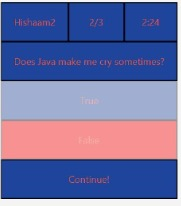 Hishaam2 2/3 2:24
Does Java make me cry sometimes?
True
False
Continue!